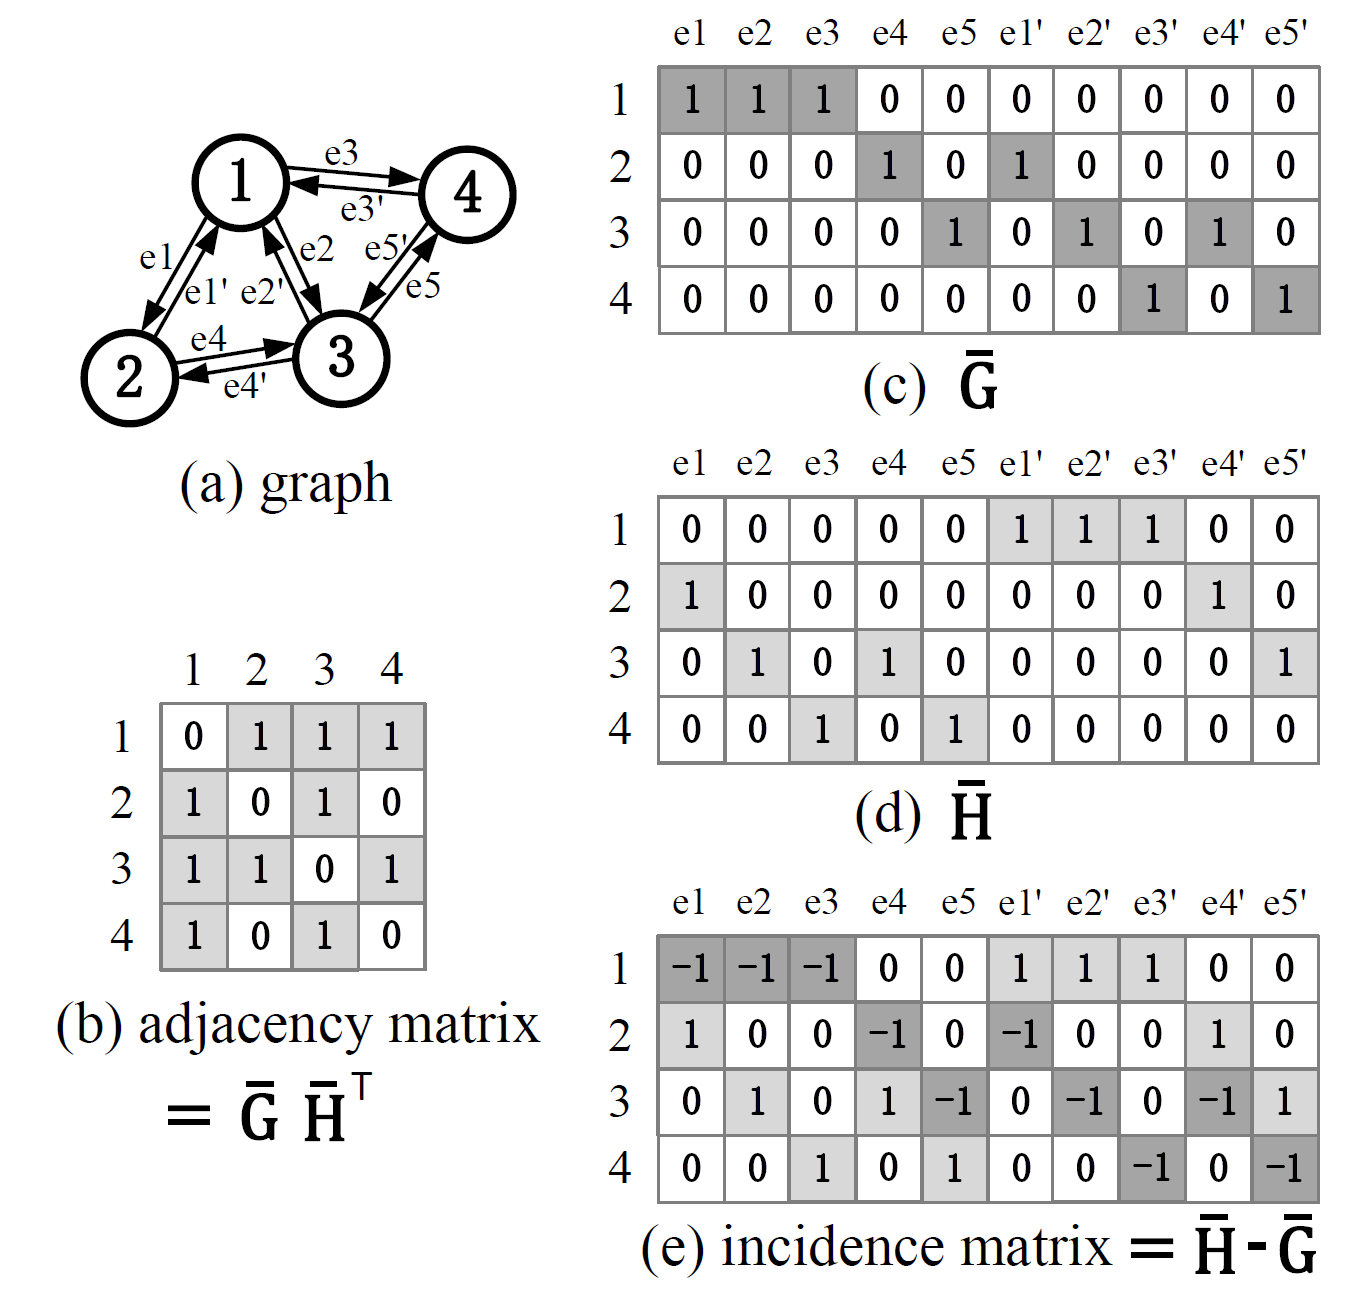 1
4
2
3
e3
e3'
e1
e1'
e2
e2'
e5'
e5
e4
e4'
(a) graph
1 2 3 4
1 0 1 1 1
2 1 0 1 0
3 1 1 0 1
4 1 0 1 0
(b) adjacency matrix
= G̅ H̅ᵀ
e1 e2 e3 e4 e5 e1' e2' e3' e4' e5'
1 1 1 1 0 0 0 0 0 0 0
2 0 0 0 1 0 1 0 0 0 0
3 0 0 0 0 1 0 1 0 1 0
4 0 0 0 0 0 0 0 1 0 1
(c) G̅
e1 e2 e3 e4 e5 e1' e2' e3' e4' e5'
1 0 0 0 0 0 1 1 1 0 0
2 1 0 0 0 0 0 0 0 1 0
3 0 1 0 1 0 0 0 0 0 1
4 0 0 1 0 1 0 0 0 0 0
(d) H̅
e1 e2 e3 e4 e5 e1' e2' e3' e4' e5'
1 -1 -1 -1 0 0 1 1 1 0 0
2 1 0 0 -1 0 -1 0 0 1 0
3 0 1 0 1 -1 0 -1 0 -1 1
4 0 0 1 0 1 0 0 -1 0 -1
(e) incidence matrix = H̅ - G̅